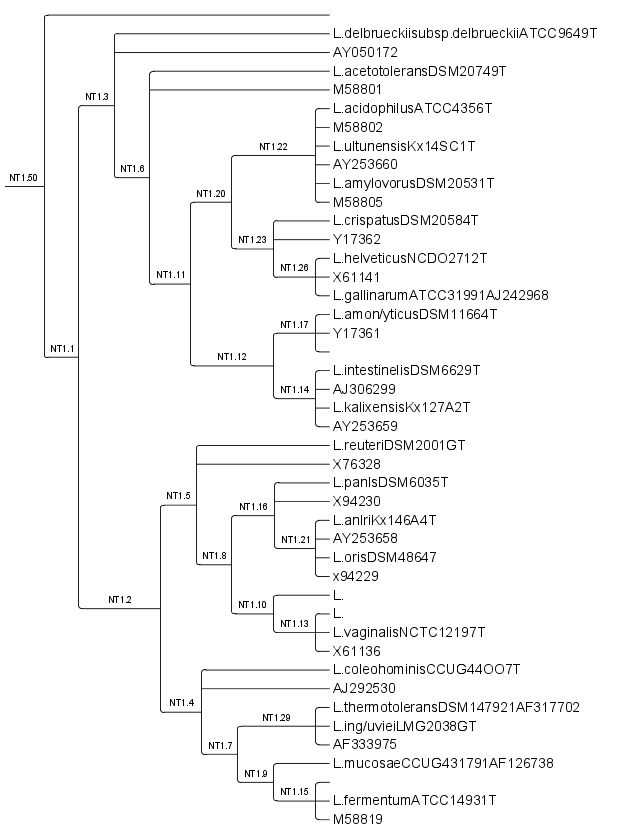 L.delbrueckiisubsp.delbrueckiiATCC9649T
AY050172
L.acetotoleransDSM20749T
M58801
NT1.3
L.acidophilusATCC4356T
M58802
L.ultunensisKx14SC1T
NT1.22
AY253660
NT1.6
NT1.50
L.amylovorusDSM20531T
NT1.20
M58805
L.crispatusDSM20584T
Y17362
NT1.23
L.helveticusNCDO2712T
NT1.26
NT1.11
X61141
L.gallinarumATCC31991AJ242968
L.amon/yticusDSM11664T
NT1.17
Y17361
NT1.1
NT1.12
L.intestinelisDSM6629T
NT1.14
AJ306299
L.kalixensisKx127A2T
AY253659
L.reuteriDSM2001GT
X76328
L.panIsDSM6035T
NT1.5
X94230
NT1.16
L.anIriKx146A4T
AY253658
NT1.21
L.orisDSM48647
NT1.8
x94229
L.
NT1.2
NT1.10
L.
NT1.13
L.vaginalisNCTC12197T
X61136
L.coleohominisCCUG44OO7T
AJ292530
NT1.4
L.thermotoleransDSM147921AF317702
NT1.29
L.ing/uvieiLMG2038GT
AF333975
NT1.7
L.mucosaeCCUG431791AF126738
NT1.9
NT1.15
L.fermentumATCC14931T
M58819